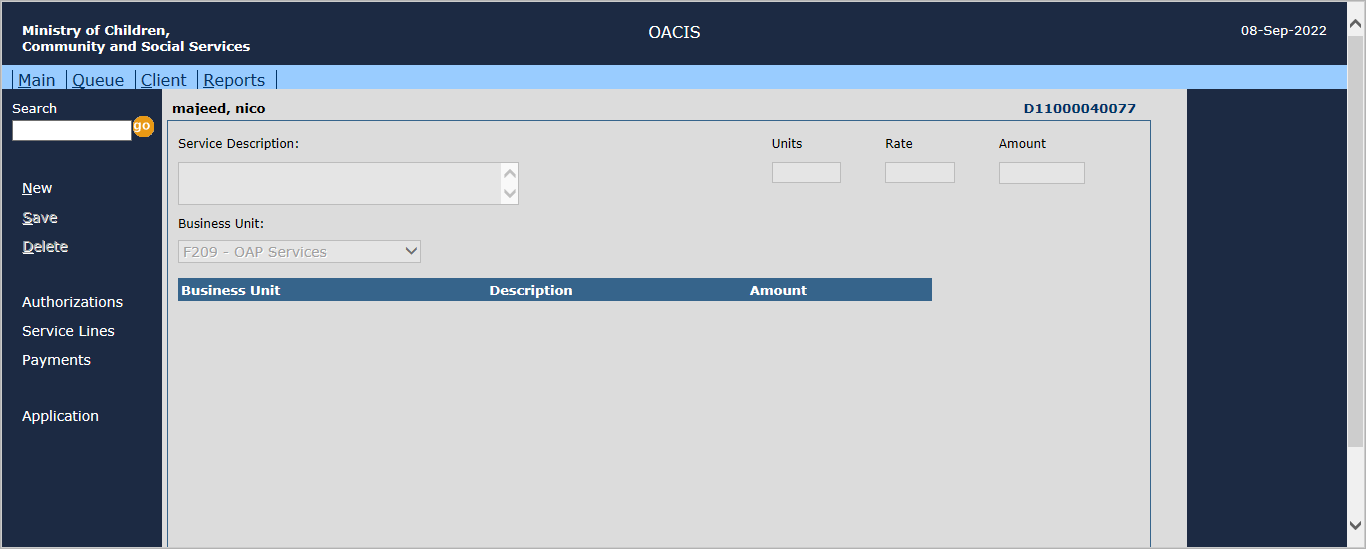 Ministry of Children,
Community and Social Services
OACIS
08-Sep-2022
Main Queue Client Reports
Search
go
majeed, nico
D11000040077
Service Description:
Units Rate Amount
New
Save
Delete
Business Unit:
F209 - OAP Services
Business Unit Description Amount
Authorizations
Service Lines
Payments
Application